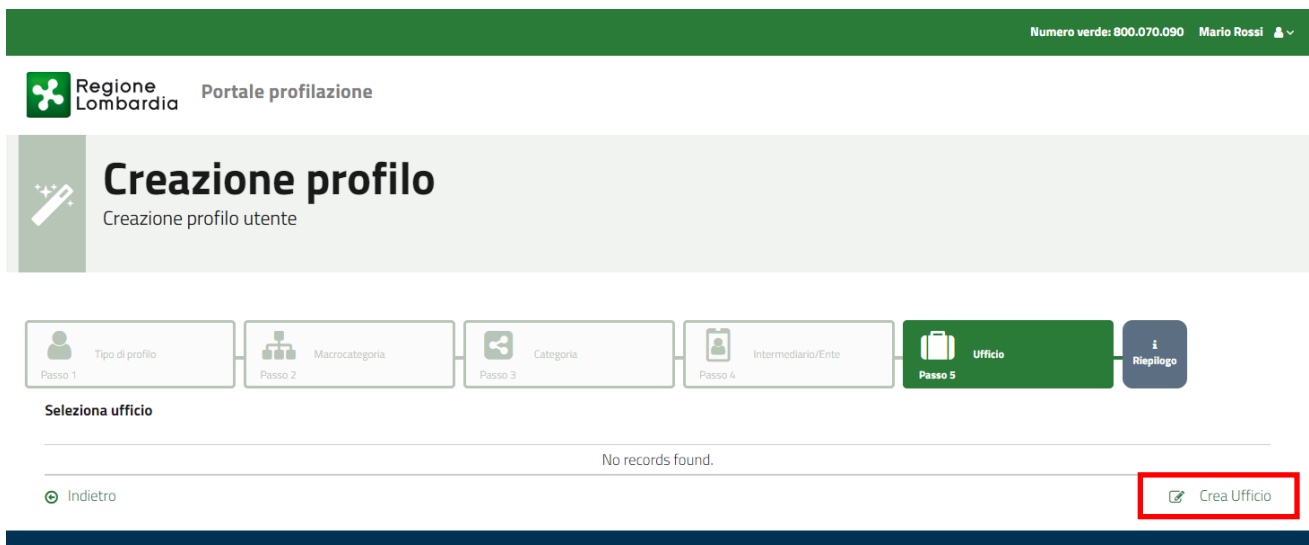 Numero verde: 800.070.090 Mario Rossi
Regione
Lombardia
Portale profilazione
Creazione profilo
Creazione profilo utente
Tipo di profilo
Passo 1
Macrocategoria
Passo 2
Categoria
Passo 3
Intermediario/Ente
Passo 4
Ufficio
Passo 5
Riepilogo
Seleziona ufficio
No records found.
Indietro
Crea Ufficio